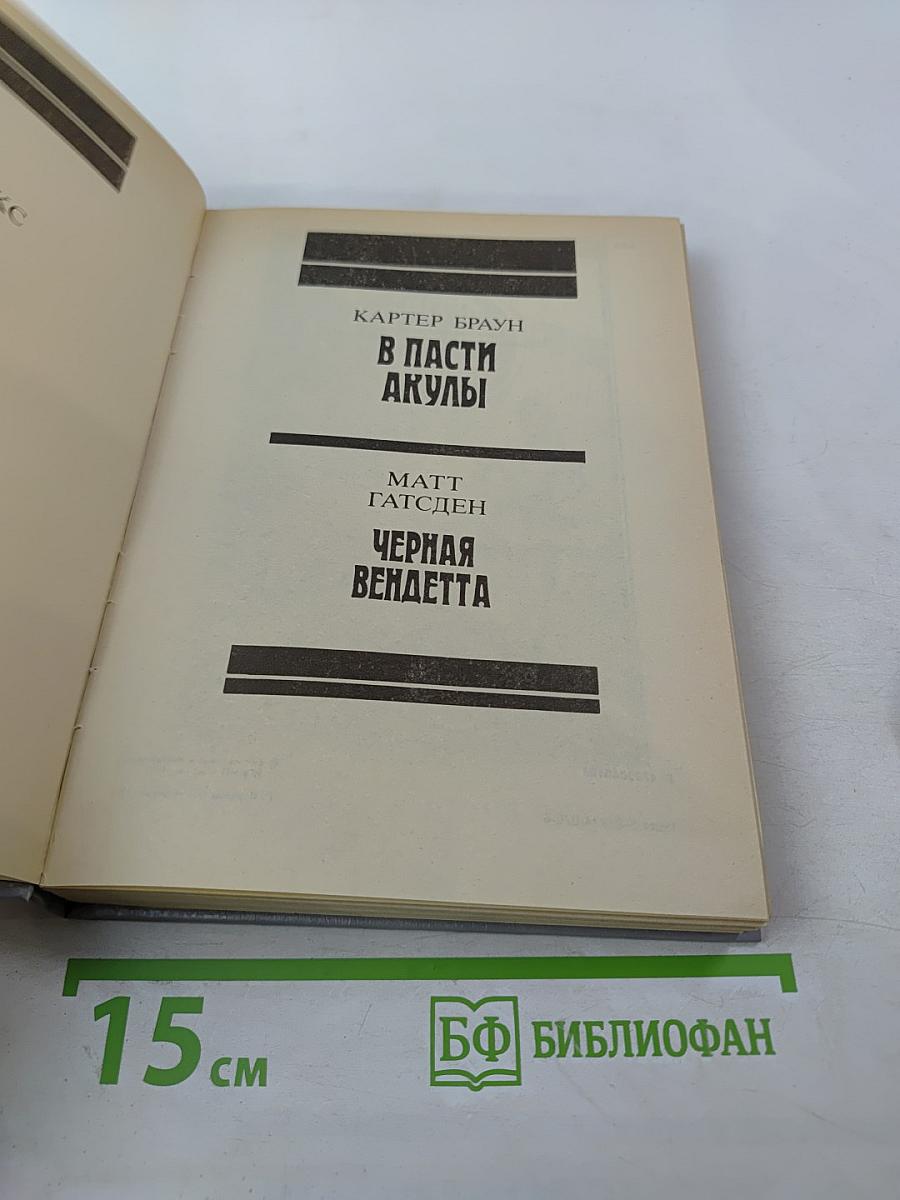 КАРТЕР БРАУН
В ПАСТИ
АКУЛЫ
МАТТ
ГАТСДЕН
ЧЕРНАЯ
ВЕНДЕТТА
15 см
БФ БИБЛИОФАН